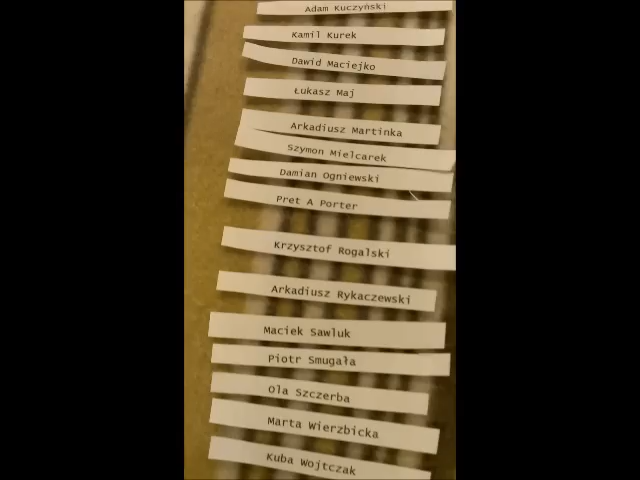 Adam Kuczyński
Kamil Kurek
Dawid Maciejko
Łukasz Maj
Arkadiusz Martinka
Szymon Mielcarek
Damian Ogniewski
Pret A Porter
Krzysztof Rogalski
Arkadiusz Rykaczewski
Maciek Sawluk
Piotr Smugała
Ola Szczerba
Marta Wierzbicka
Kuba Wojtczak